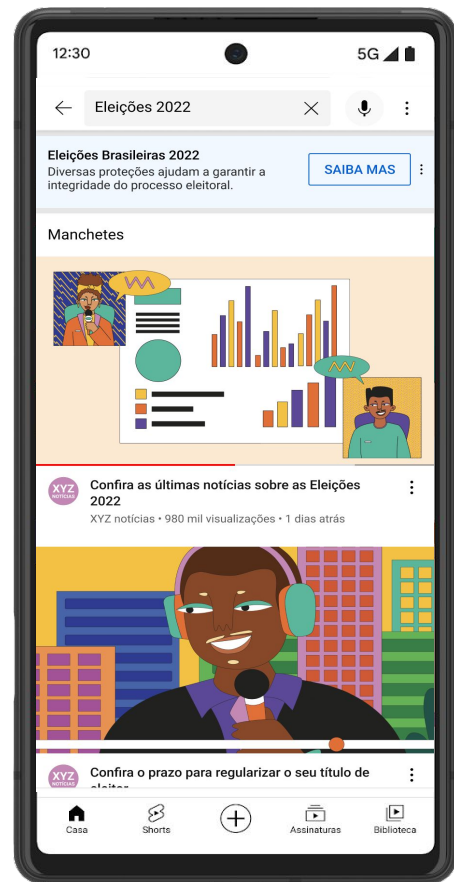 12:30
5G
Eleições 2022
Eleições Brasileiras 2022
Diversas proteções ajudam a garantir a
integridade do processo eleitoral.
SAIBA MAS
Manchetes
XYZ
NOTÍCIAS
Confira as últimas notícias sobre as Eleições
2022
XYZ notícias • 980 mil visualizações • 1 dias atrás
XYZ
NOTÍCIAS
Confira o prazo para regularizar o seu título de
eleitor
Casa
Shorts
Assinaturas
Biblioteca